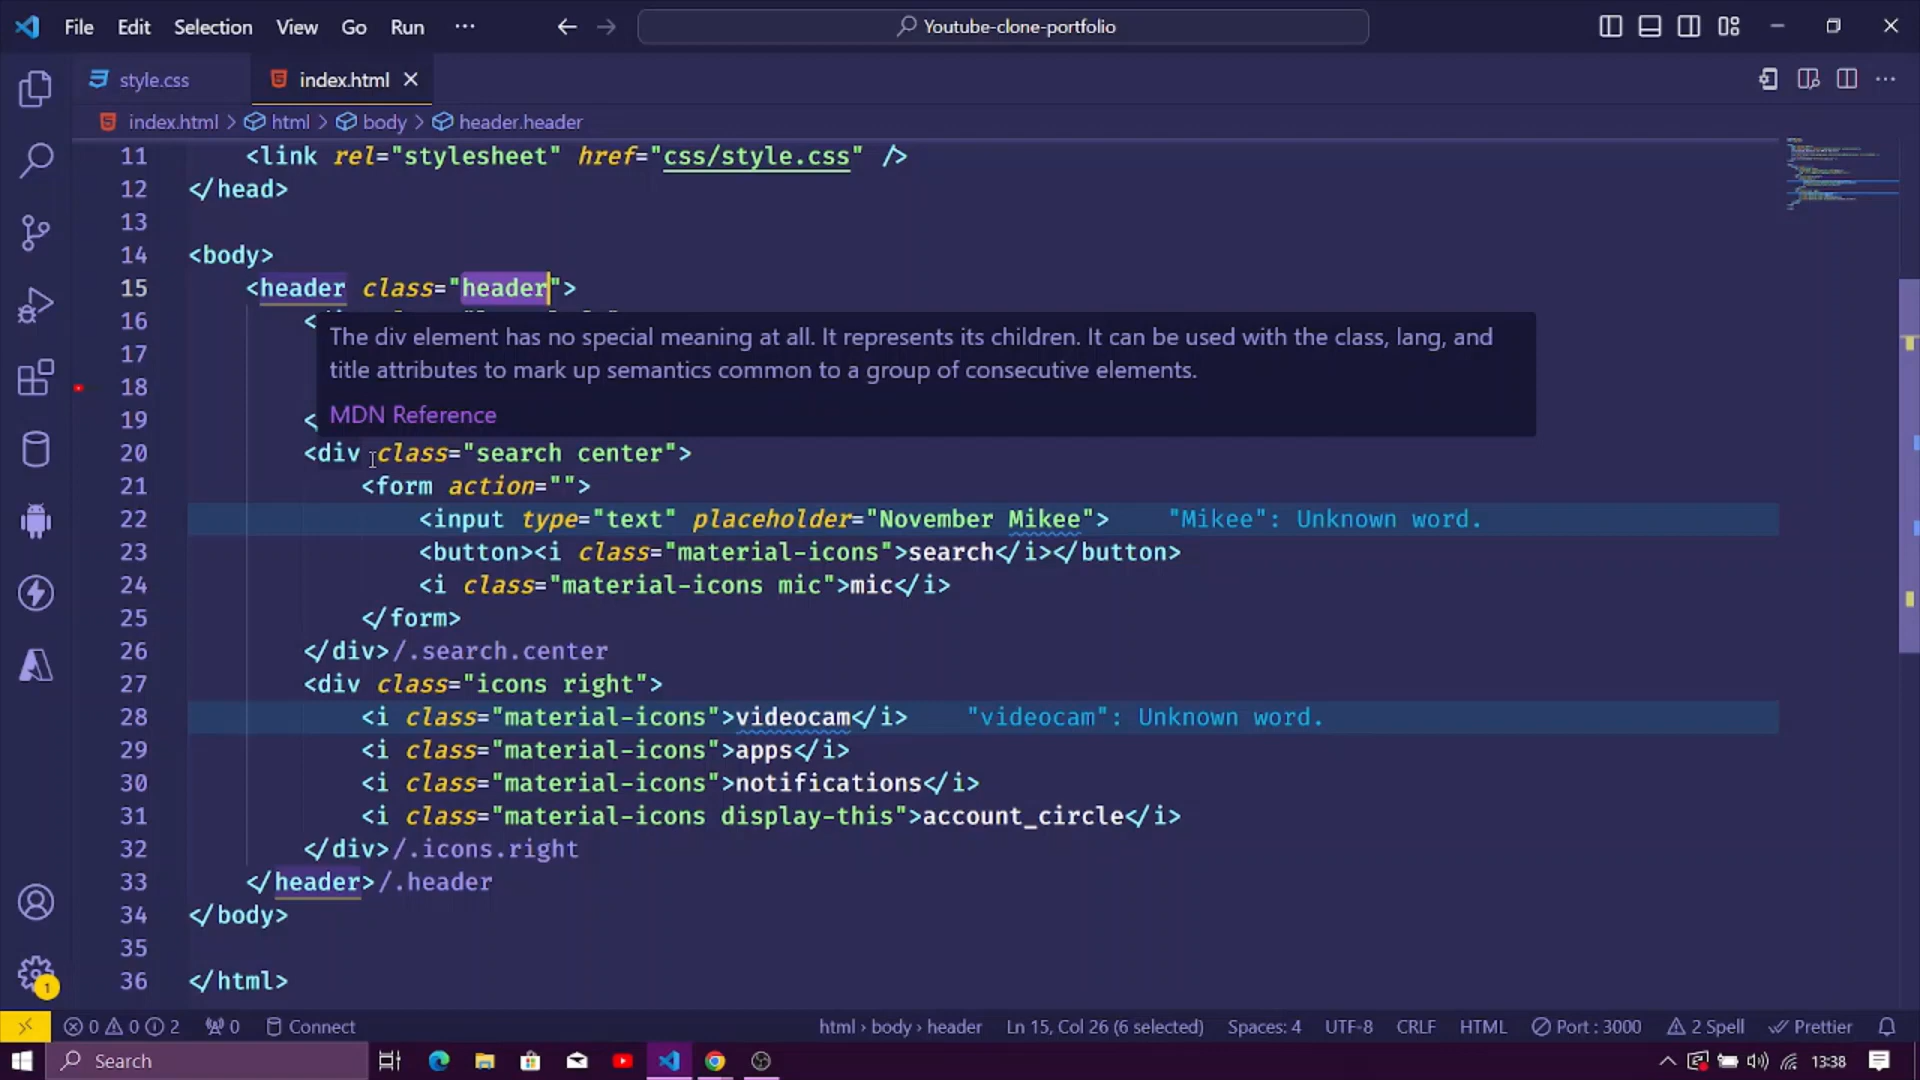 File Edit Selection View Go Run ··· Youtube-clone-portfolio
style.css index.html
index.html > html > body > header.header
11 <link rel="stylesheet" href="css/style.css" />
12 </head>
13
14 <body>
15 <header class="header">
16 <
The div element has no special meaning at all. It represents its children. It can be used with the class, lang, and
17
title attributes to mark up semantics common to a group of consecutive elements.
18
MDN Reference
19 <
20 <div class="search center">
21 <form action="">
22 <input type="text" placeholder="November Mikee"> "Mikee": Unknown word.
23 <button><i class="material-icons">search</i></button>
24 <i class="material-icons mic">mic</i>
25 </form>
26 </div>/.search.center
27 <div class="icons right">
28 <i class="material-icons">videocam</i> "videocam": Unknown word.
29 <i class="material-icons">apps</i>
30 <i class="material-icons">notifications</i>
31 <i class="material-icons display-this">account_circle</i>
32 </div>/.icons.right
33 </header>/.header
34 </body>
35
36 </html>
1
0 0 2 0 Connect html › body › header Ln 15, Col 26 (6 selected) Spaces: 4 UTF-8 CRLF HTML Port : 3000 2 Spell Prettier
Search 13:38